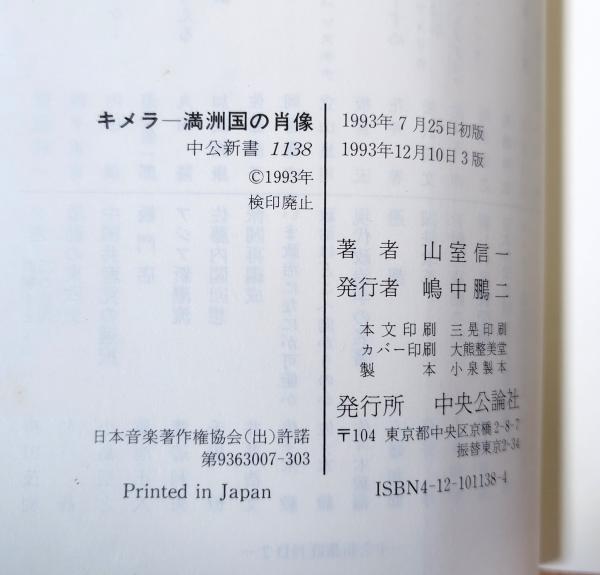 キメラ―満洲国の肖像
中公新書 1138
©1993年
検印廃止
日本音楽著作権協会(出)許諾
第9363007-303
Printed in Japan
1993年7月25日初版
1993年12月10日3版
著者 山室信一
発行者 嶋中鵬二
本文印刷 三晃印刷
カバー印刷 大熊整美堂
製本 小泉製本
発行所 中央公論社
〒104 東京都中央区京橋2-8-7
振替東京2-34
ISBN4-12-101138-4